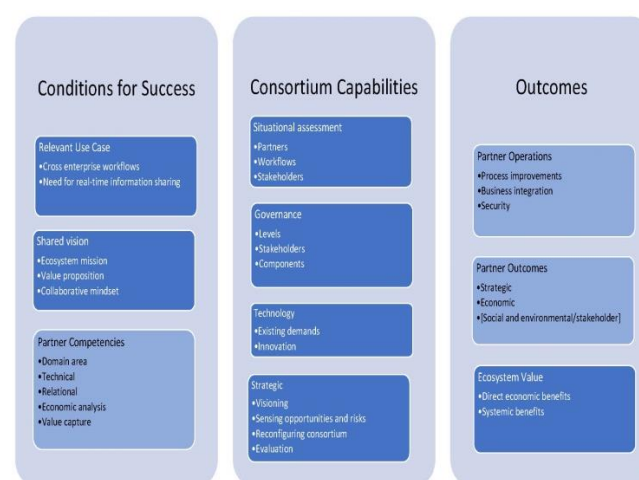 Conditions for Success
Relevant Use Case
•Cross enterprise workflows
•Need for real-time information sharing
Shared vision
•Ecosystem mission
•Value proposition
•Collaborative mindset
Partner Competencies
•Domain area
•Technical
•Relational
•Economic analysis
•Value capture
Consortium Capabilities
Situational assessment
•Partners
•Workflows
•Stakeholders
Governance
•Levels
•Stakeholders
•Components
Technology
•Existing demands
•Innovation
Strategic
•Visioning
•Sensing opportunities and risks
•Reconfiguring consortium
•Evaluation
Outcomes
Partner Operations
•Process improvements
•Business integration
•Security
Partner Outcomes
•Strategic
•Economic
•[Social and environmental/stakeholder]
Ecosystem Value
•Direct economic benefits
•Systemic benefits